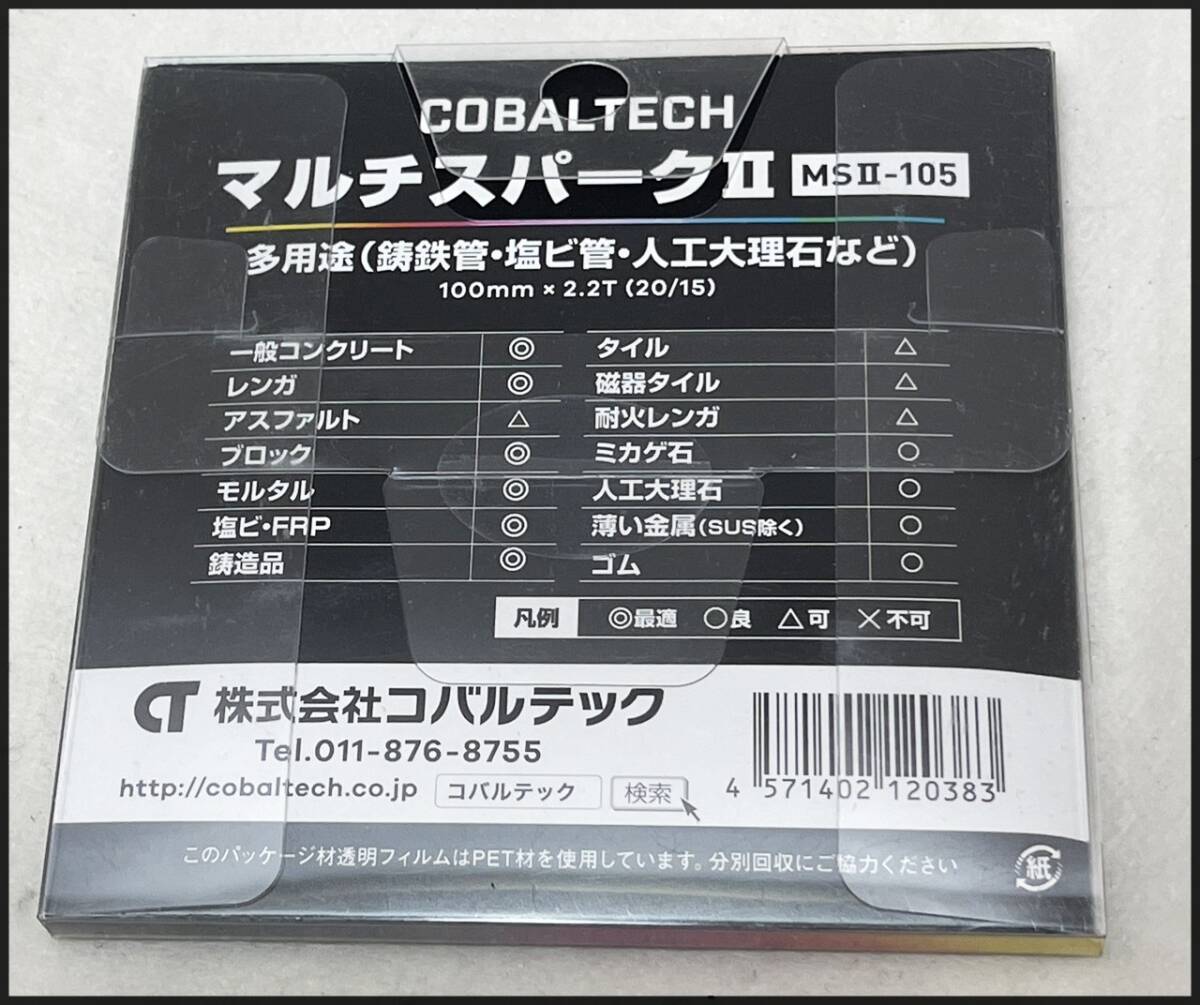 COBALTECH
マルチスパークⅡ MSⅡ-105
多用途(鋳鉄管・塩ビ管・人工大理石など)
100mm × 2.2T (20/15)
一般コンクリート ◎ タイル △
レンガ ◎ 磁器タイル △
アスファルト △ 耐火レンガ △
ブロック ◎ ミカゲ石 ○
モルタル ◎ 人工大理石 ○
塩ビ・FRP ◎ 薄い金属(SUS除く) ○
鋳造品 ◎ ゴム ○
凡例 ◎最適 ○良 △可 ×不可
CT 株式会社コバルテック
Tel.011-876-8755
http://cobaltech.co.jp コバルテック 検索
4 571402 120383
このパッケージ材透明フィルムはPET材を使用しています。分別回収にご協力ください
紙